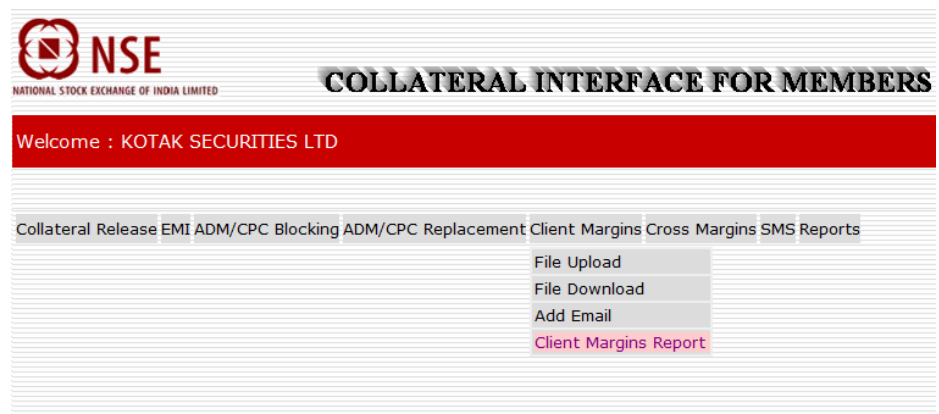 NSE
NATIONAL STOCK EXCHANGE OF INDIA LIMITED
COLLATERAL INTERFACE FOR MEMBERS
Welcome : KOTAK SECURITIES LTD
Collateral Release EMI ADM/CPC Blocking ADM/CPC Replacement Client Margins Cross Margins SMS Reports
File Upload
File Download
Add Email
Client Margins Report